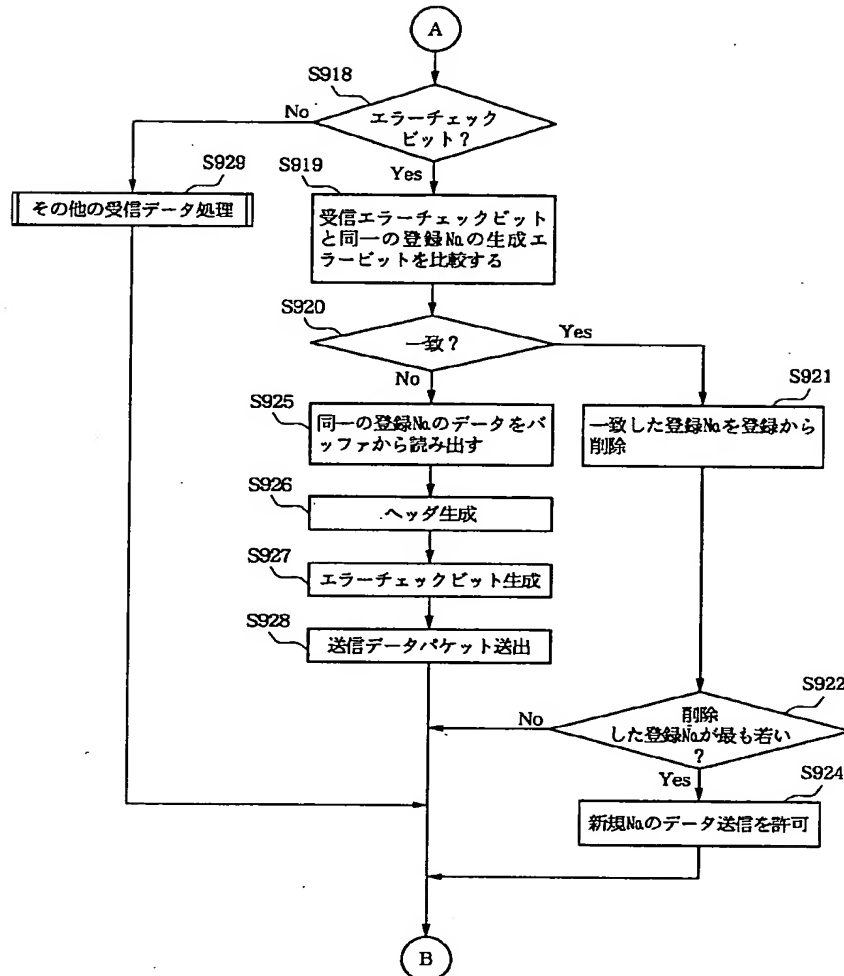 A
S918
No
エラーチェック
ビット？
Yes
S929
その他の受信データ処理
S919
受信エラーチェックビット
と同一の登録№の生成エ
ラービットを比較する
S920
一致？
Yes
No
S921
一致した登録№を登録から
削除
S925
同一の登録№のデータをバ
ッファから読み出す
S926
ヘッダ生成
S927
エラーチェックビット生成
S928
送信データパケット送出
S922
No
削除
した登録№が最も若い
？
Yes
S924
新規№のデータ送信を許可
B